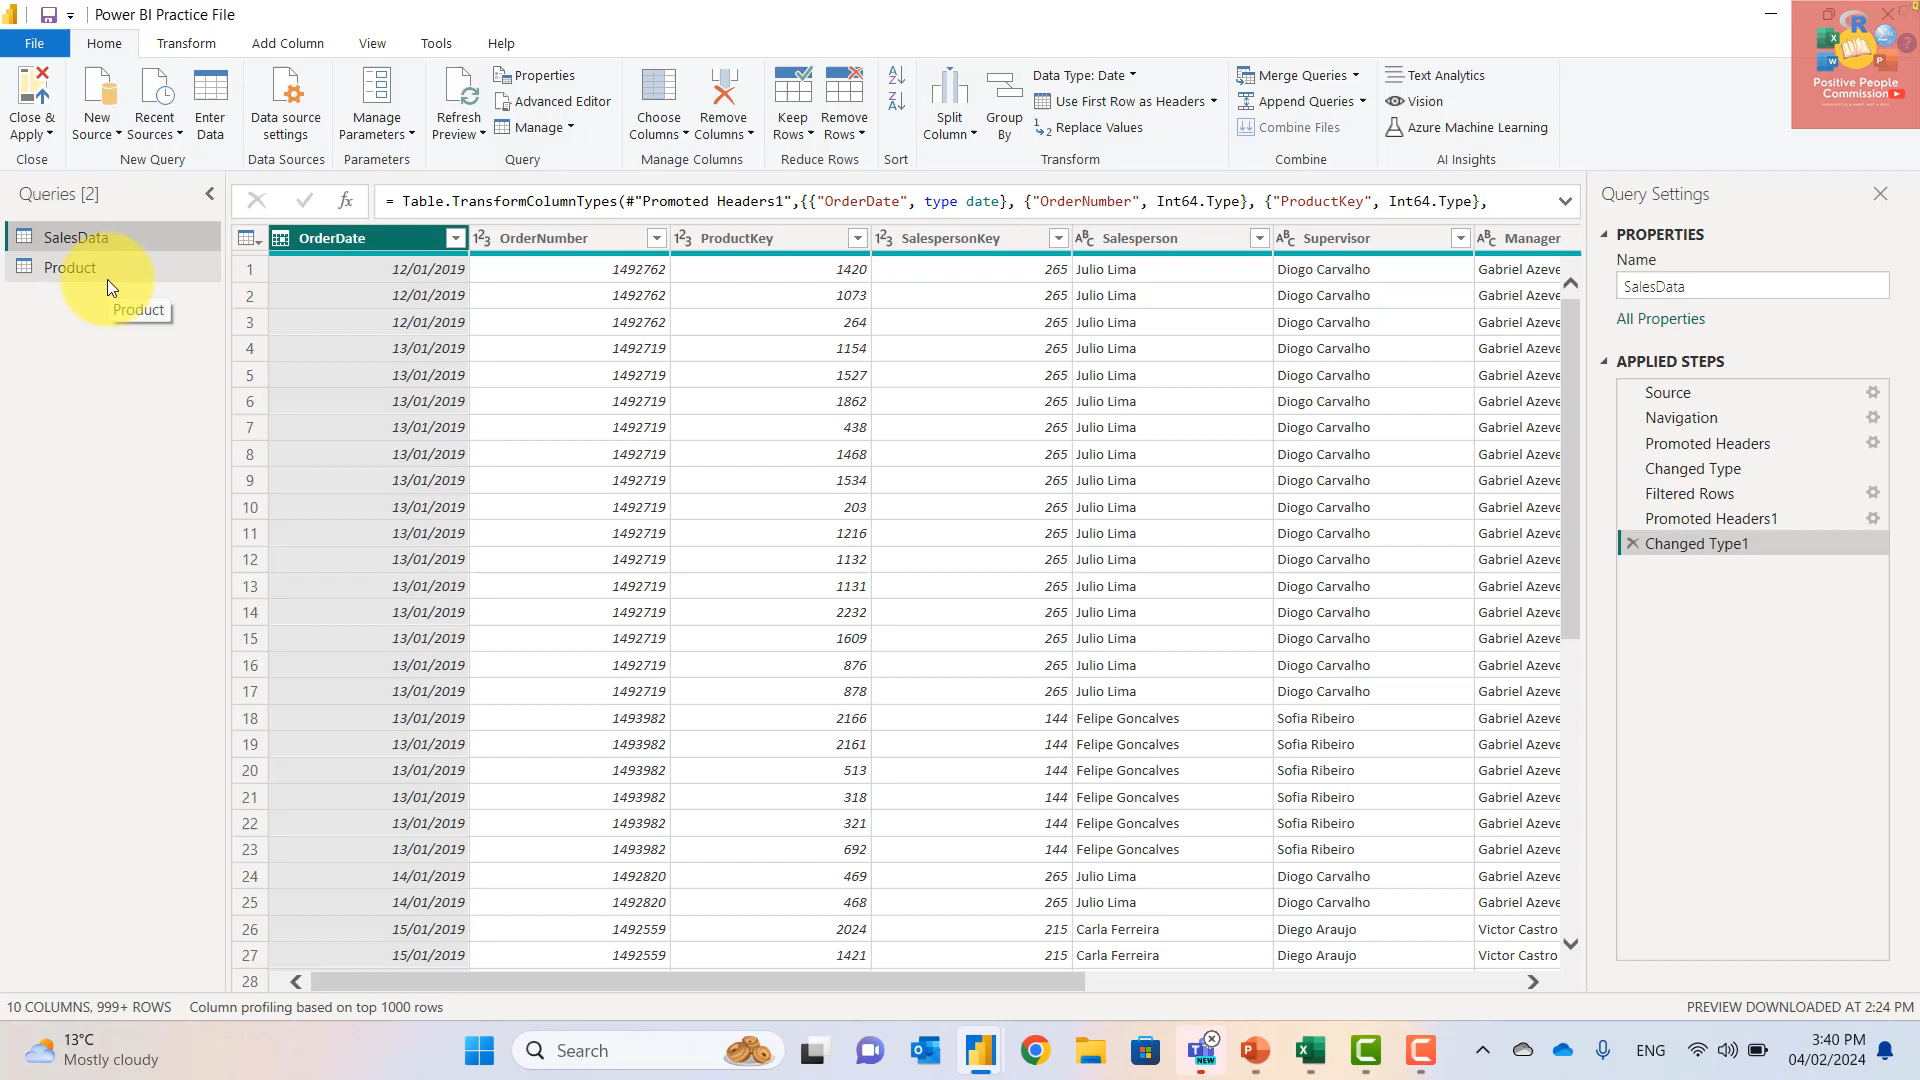 Power BI Practice File
File Home Transform Add Column View Tools Help
Close & Apply
New Source
Recent Sources
Enter Data
Data source settings
Manage Parameters
Refresh Preview
Properties
Advanced Editor
Manage
Choose Columns
Remove Columns
Keep Rows
Remove Rows
Split Column
Group By
Data Type: Date
Use First Row as Headers
Replace Values
Merge Queries
Append Queries
Combine Files
Text Analytics
Vision
Azure Machine Learning
Positive People Commission
Close New Query Data Sources Parameters Query Manage Columns Reduce Rows Sort Transform Combine AI Insights
Queries [2]
SalesData
Product
Product
= Table.TransformColumnTypes(#"Promoted Headers1",{{"OrderDate", type date}, {"OrderNumber", Int64.Type}, {"ProductKey", Int64.Type},
OrderDate 123 OrderNumber 123 ProductKey 123 SalespersonKey ABC Salesperson ABC Supervisor ABC Manager
1 12/01/2019 1492762 1420 265 Julio Lima Diogo Carvalho Gabriel Azeve
2 12/01/2019 1492762 1073 265 Julio Lima Diogo Carvalho Gabriel Azeve
3 12/01/2019 1492762 264 265 Julio Lima Diogo Carvalho Gabriel Azeve
4 13/01/2019 1492719 1154 265 Julio Lima Diogo Carvalho Gabriel Azeve
5 13/01/2019 1492719 1527 265 Julio Lima Diogo Carvalho Gabriel Azeve
6 13/01/2019 1492719 1862 265 Julio Lima Diogo Carvalho Gabriel Azeve
7 13/01/2019 1492719 438 265 Julio Lima Diogo Carvalho Gabriel Azeve
8 13/01/2019 1492719 1468 265 Julio Lima Diogo Carvalho Gabriel Azeve
9 13/01/2019 1492719 1534 265 Julio Lima Diogo Carvalho Gabriel Azeve
10 13/01/2019 1492719 203 265 Julio Lima Diogo Carvalho Gabriel Azeve
11 13/01/2019 1492719 1216 265 Julio Lima Diogo Carvalho Gabriel Azeve
12 13/01/2019 1492719 1132 265 Julio Lima Diogo Carvalho Gabriel Azeve
13 13/01/2019 1492719 1131 265 Julio Lima Diogo Carvalho Gabriel Azeve
14 13/01/2019 1492719 2232 265 Julio Lima Diogo Carvalho Gabriel Azeve
15 13/01/2019 1492719 1609 265 Julio Lima Diogo Carvalho Gabriel Azeve
16 13/01/2019 1492719 876 265 Julio Lima Diogo Carvalho Gabriel Azeve
17 13/01/2019 1492719 878 265 Julio Lima Diogo Carvalho Gabriel Azeve
18 13/01/2019 1493982 2166 144 Felipe Goncalves Sofia Ribeiro Gabriel Azeve
19 13/01/2019 1493982 2161 144 Felipe Goncalves Sofia Ribeiro Gabriel Azeve
20 13/01/2019 1493982 513 144 Felipe Goncalves Sofia Ribeiro Gabriel Azeve
21 13/01/2019 1493982 318 144 Felipe Goncalves Sofia Ribeiro Gabriel Azeve
22 13/01/2019 1493982 321 144 Felipe Goncalves Sofia Ribeiro Gabriel Azeve
23 13/01/2019 1493982 692 144 Felipe Goncalves Sofia Ribeiro Gabriel Azeve
24 14/01/2019 1492820 469 265 Julio Lima Diogo Carvalho Gabriel Azeve
25 14/01/2019 1492820 468 265 Julio Lima Diogo Carvalho Gabriel Azeve
26 15/01/2019 1492559 2024 215 Carla Ferreira Diego Araujo Victor Castro
27 15/01/2019 1492559 1421 215 Carla Ferreira Diego Araujo Victor Castro
28
Query Settings
PROPERTIES
Name
SalesData
All Properties
APPLIED STEPS
Source
Navigation
Promoted Headers
Changed Type
Filtered Rows
Promoted Headers1
Changed Type1
10 COLUMNS, 999+ ROWS Column profiling based on top 1000 rows PREVIEW DOWNLOADED AT 2:24 PM
13°C
Mostly cloudy
Search
NEW
ENG
3:40 PM
04/02/2024